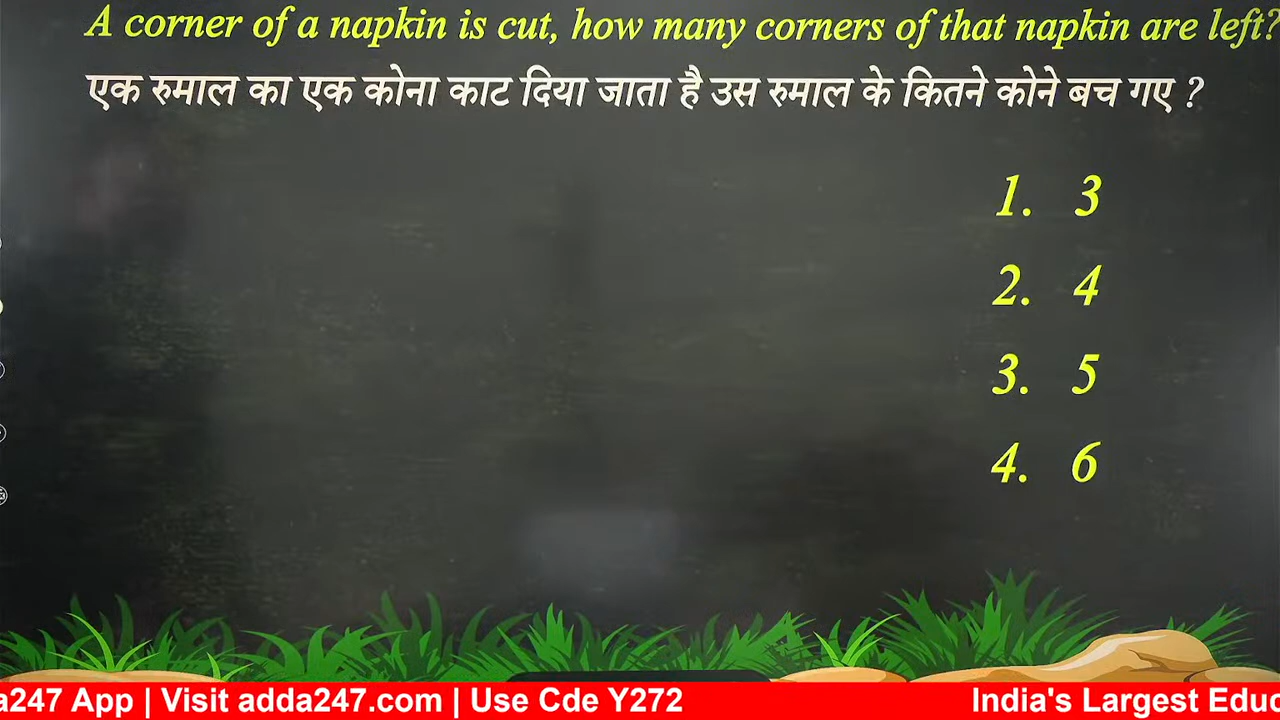 A corner of a napkin is cut, how many corners of that napkin are left?
एक रुमाल का एक कोना काट दिया जाता है उस रुमाल के कितने कोने बच गए ?
1. 3
2. 4
3. 5
4. 6
a247 App | Visit adda247.com | Use Cde Y272 India's Largest Educ